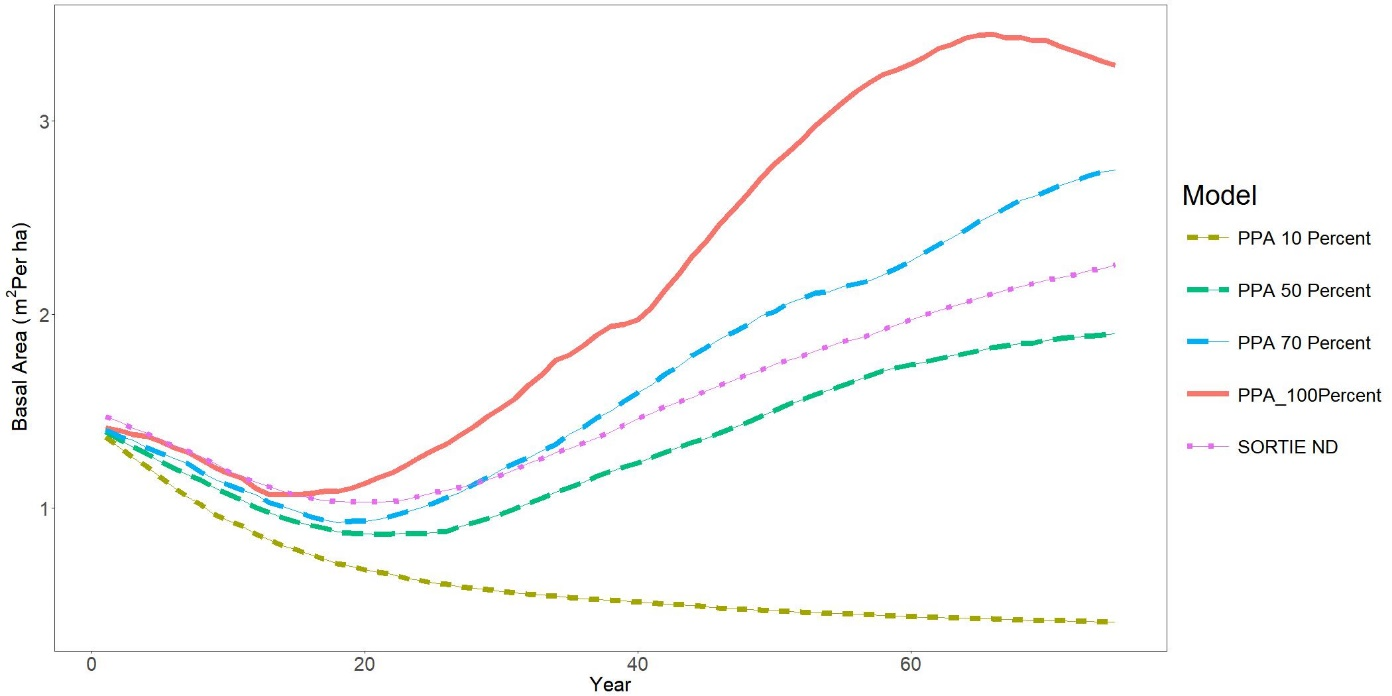 3
2
1
Basal Area (m²Per ha)
0 20 40 60
Year
Model
PPA 10 Percent
PPA 50 Percent
PPA 70 Percent
PPA_100Percent
SORTIE ND